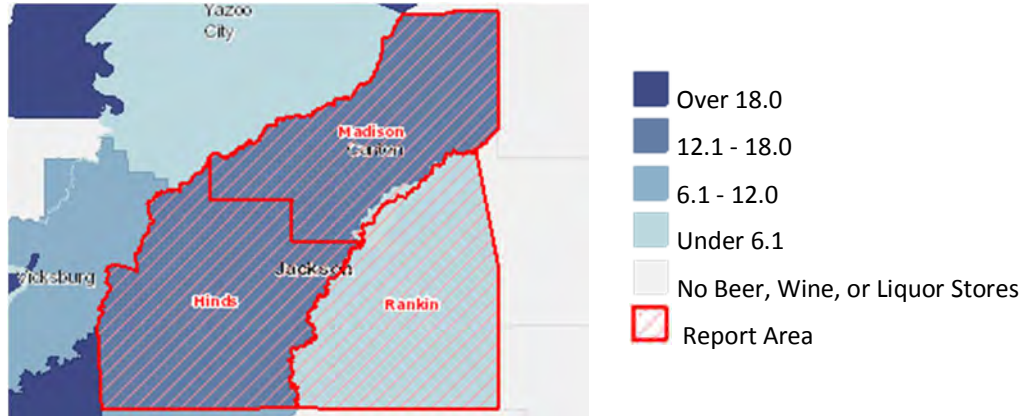 Yazoo
City
Madison
Canton
Jackson
Vicksburg
Hinds
Rankin
Over 18.0
12.1 - 18.0
6.1 - 12.0
Under 6.1
No Beer, Wine, or Liquor Stores
Report Area